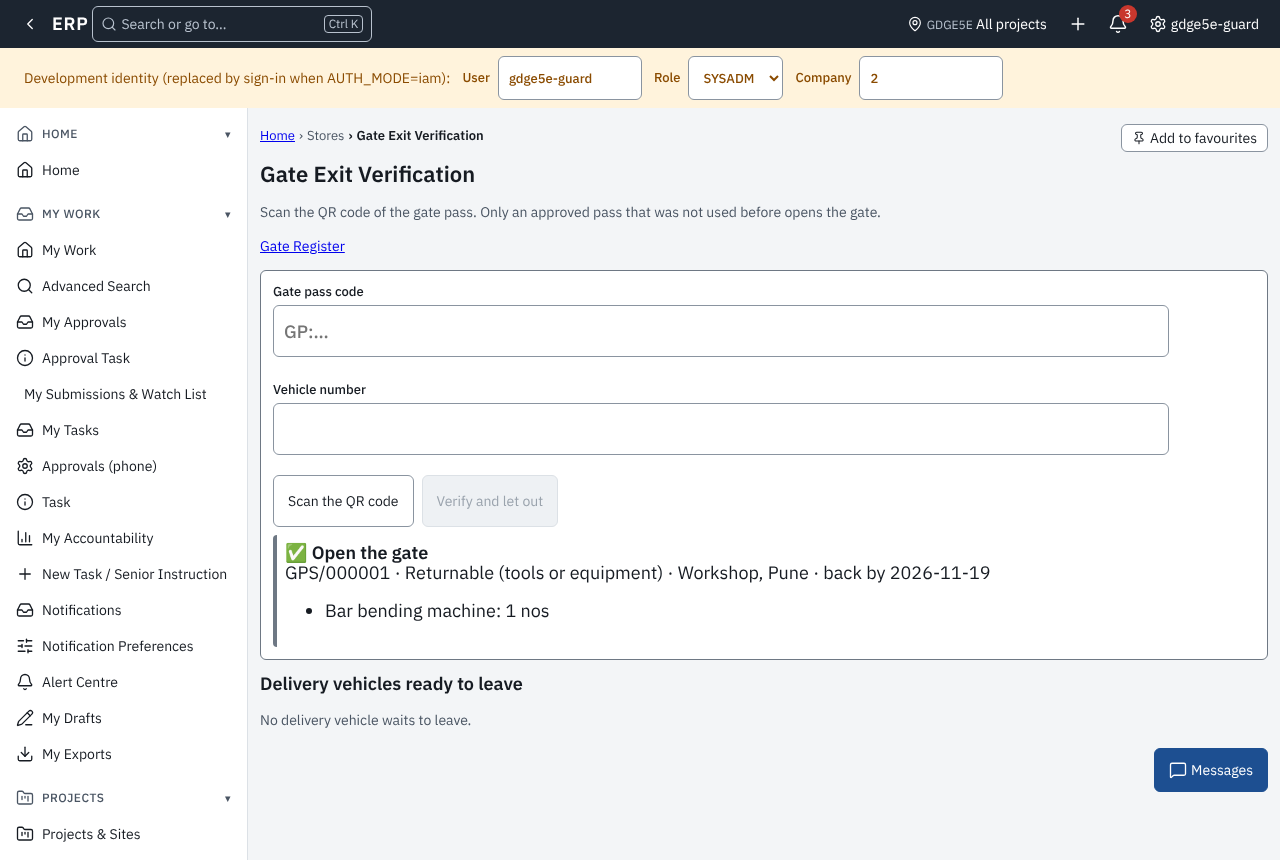 ERP
Search or go to... Ctrl K
GDGE5E All projects
3
gdge5e-guard
Development identity (replaced by sign-in when AUTH_MODE=iam): User gdge5e-guard Role SYSADM Company 2
HOME
Home
MY WORK
My Work
Advanced Search
My Approvals
Approval Task
My Submissions & Watch List
My Tasks
Approvals (phone)
Task
My Accountability
New Task / Senior Instruction
Notifications
Notification Preferences
Alert Centre
My Drafts
My Exports
PROJECTS
Projects & Sites
Home › Stores › Gate Exit Verification
Add to favourites
Gate Exit Verification
Scan the QR code of the gate pass. Only an approved pass that was not used before opens the gate.
Gate Register
Gate pass code
GP:...
Vehicle number
Scan the QR code
Verify and let out
✅ Open the gate
GPS/000001 · Returnable (tools or equipment) · Workshop, Pune · back by 2026-11-19
• Bar bending machine: 1 nos
Delivery vehicles ready to leave
No delivery vehicle waits to leave.
Messages